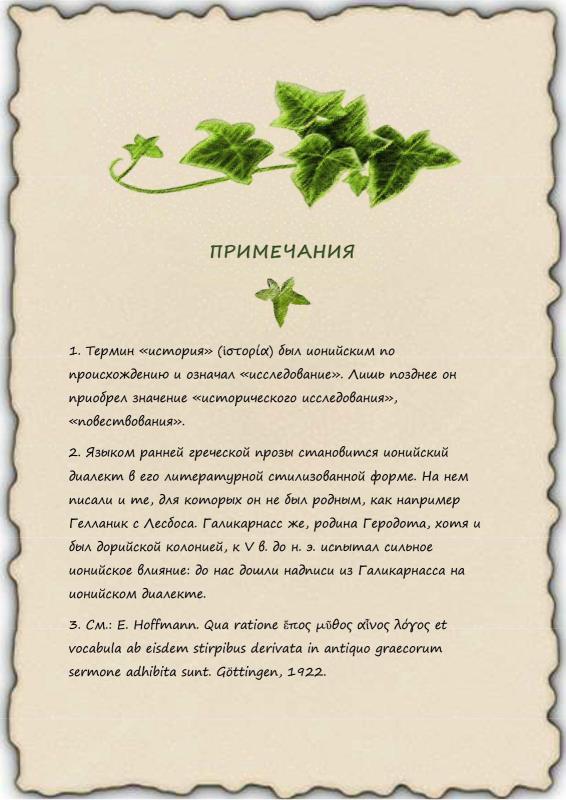 ПРИМЕЧАНИЯ
1. Термин «история» (ἱστορία) был ионийским по
происхождению и означал «исследование». Лишь позднее он
приобрел значение «исторического исследования»,
«повествования».
2. Языком ранней греческой прозы становится ионийский
диалект в его литературной стилизованной форме. На нем
писали и те, для которых он не был родным, как например
Гелланик с Лесбоса. Галикарнасс же, родина Геродота, хотя и
был дорийской колонией, к V в. до н. э. испытал сильное
ионийское влияние: до нас дошли надписи из Галикарнасса на
ионийском диалекте.
3. См.: E. Hoffmann. Qua ratione ἔπος μῦθος αἶνος λόγος et
vocabula ab eisdem stirpibus derivata in antiquo graecorum
sermone adhibita sunt. Göttingen, 1922.